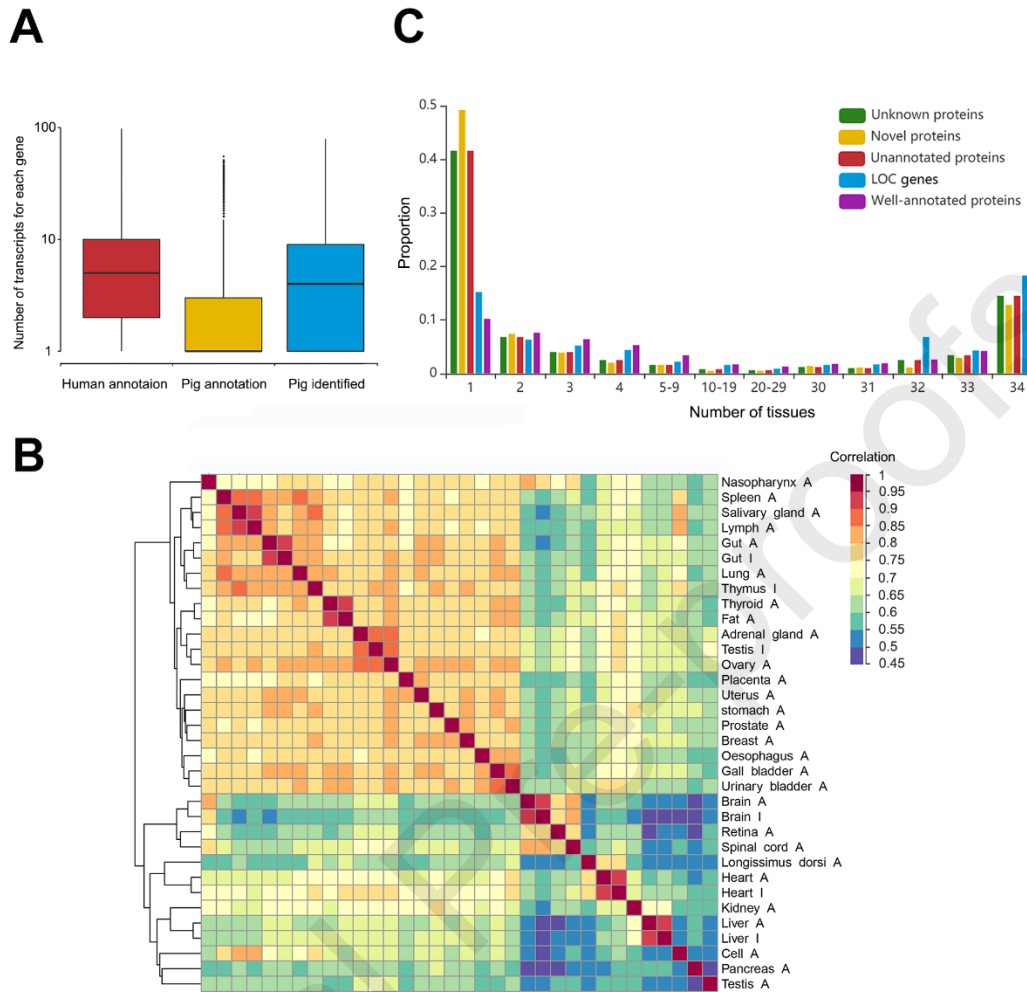 A
Number of transcripts for each gene
100
10
1
Human annotaion
Pig annotation
Pig identified
C
Proportion
0.5
0.4
0.3
0.2
0.1
0
1
2
3
4
5-9
10-19
20-29
30
31
32
33
34
Number of tissues
Unknown proteins
Novel proteins
Unannotated proteins
LOC genes
Well-annotated proteins
B
Nasopharynx A
Spleen A
Salivary gland A
Lymph A
Gut A
Gut I
Lung A
Thymus I
Thyroid A
Fat A
Adrenal gland A
Testis I
Ovary A
Placenta A
Uterus A
stomach A
Prostate A
Breast A
Oesophagus A
Gall bladder A
Urinary bladder A
Brain A
Brain I
Retina A
Spinal cord A
Longissimus dorsi A
Heart A
Heart I
Kidney A
Liver A
Liver I
Cell A
Pancreas A
Testis A
Correlation
1
0.95
0.9
0.85
0.8
0.75
0.7
0.65
0.6
0.55
0.5
0.45
Pre-proofs